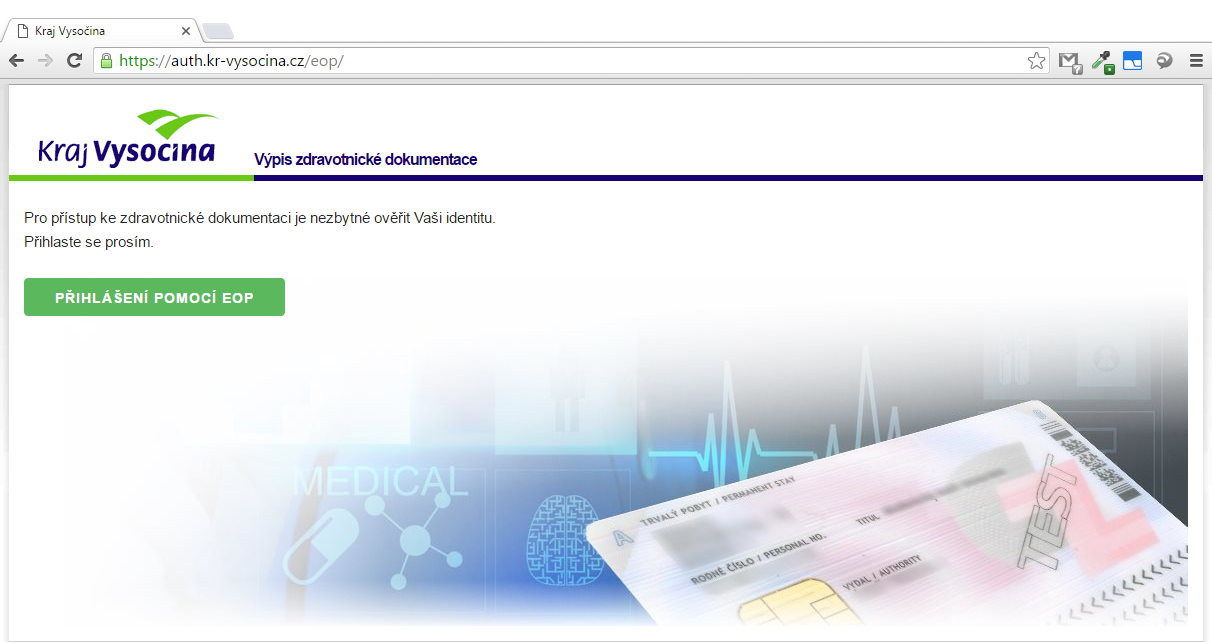 Kraj Vysočina
https://auth.kr-vysocina.cz/eop/
Kraj Vysočina
Výpis zdravotnické dokumentace
Pro přístup ke zdravotnické dokumentaci je nezbytné ověřit Vaši identitu.
Přihlaste se prosím.
PŘIHLÁŠENÍ POMOCÍ EOP
MEDICAL
A TRVALÝ POBYT / PERMANENT STAY
TITUL
RODNÉ ČÍSLO / PERSONAL NO.
VYDAL / AUTHORITY
TEST